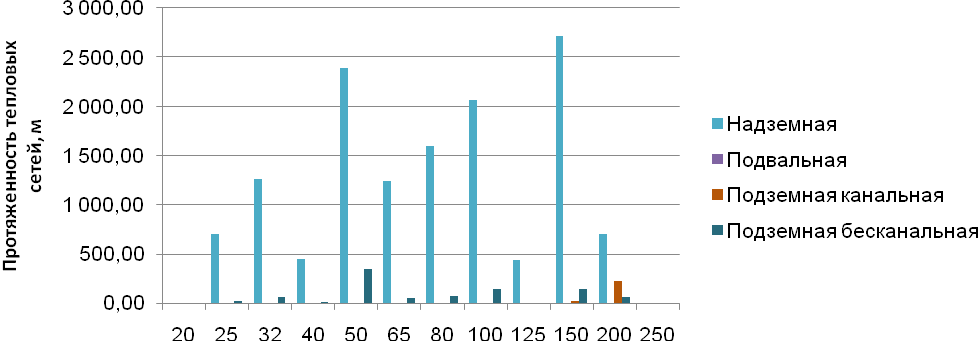 Протяженность тепловых
сетей, м
3 000,00
2 500,00
2 000,00
1 500,00
1 000,00
500,00
0,00
20 25 32 40 50 65 80 100 125 150 200 250
Надземная
Подвальная
Подземная канальная
Подземная бесканальная